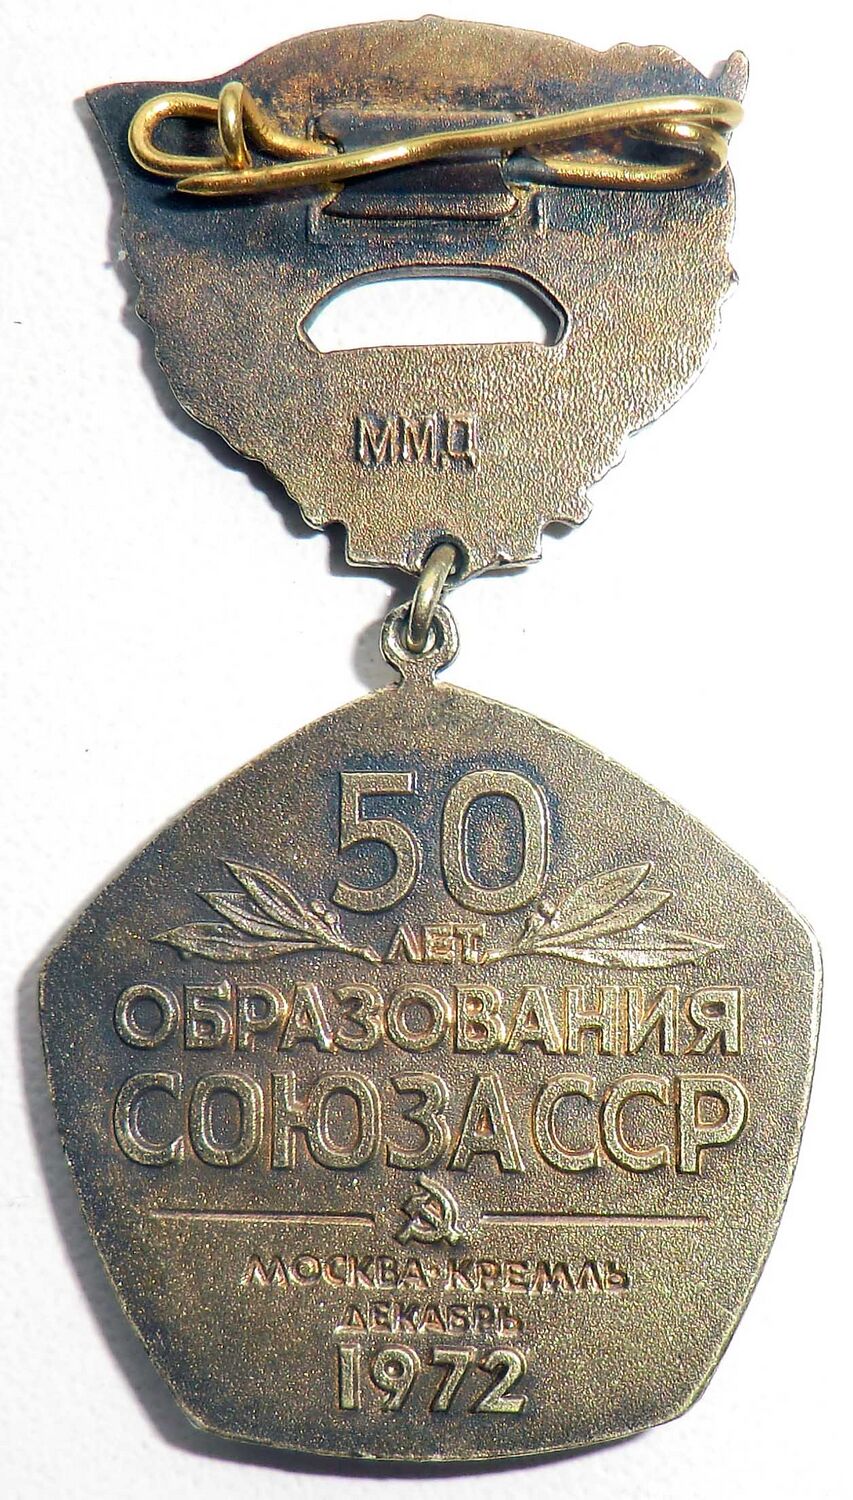 ММД
50
ЛЕТ
ОБРАЗОВАНИЯ
СОЮЗА ССР
МОСКВА·КРЕМЛЬ
ДЕКАБРЬ
1972